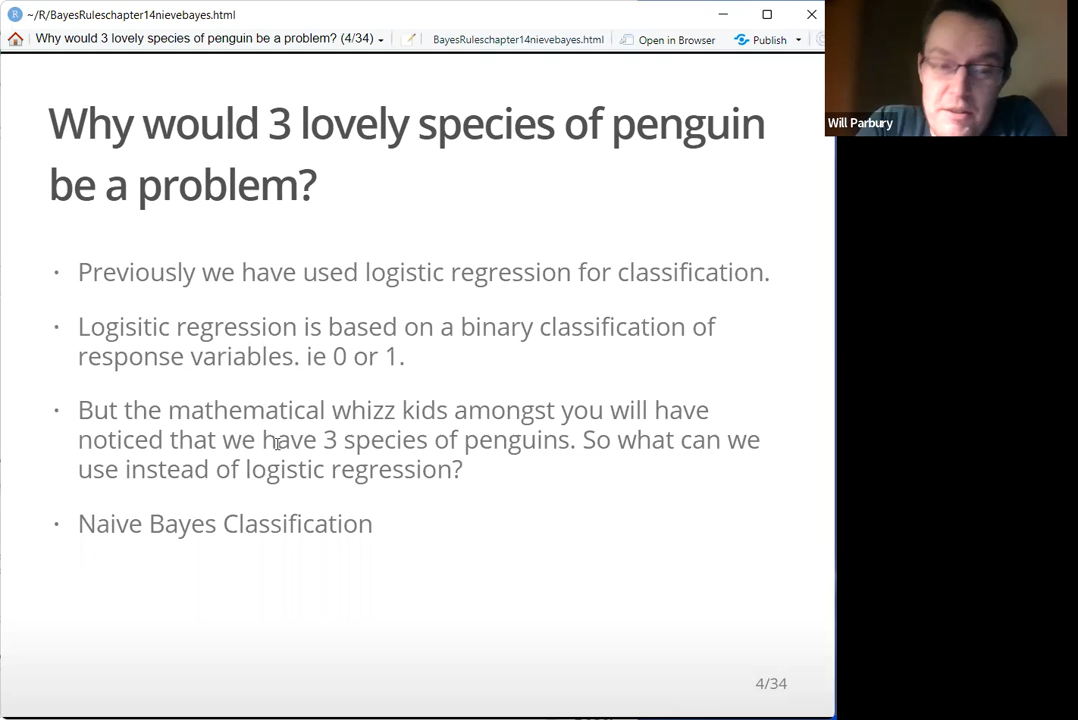 ~/R/BayesRuleschapter14nievebayes.html
Why would 3 lovely species of penguin be a problem? (4/34)
BayesRuleschapter14nievebayes.html
Open in Browser
Publish
Will Parbury
Why would 3 lovely species of penguin
be a problem?
· Previously we have used logistic regression for classification.
· Logisitic regression is based on a binary classification of
response variables. ie 0 or 1.
· But the mathematical whizz kids amongst you will have
noticed that we have 3 species of penguins. So what can we
use instead of logistic regression?
· Naive Bayes Classification
4/34